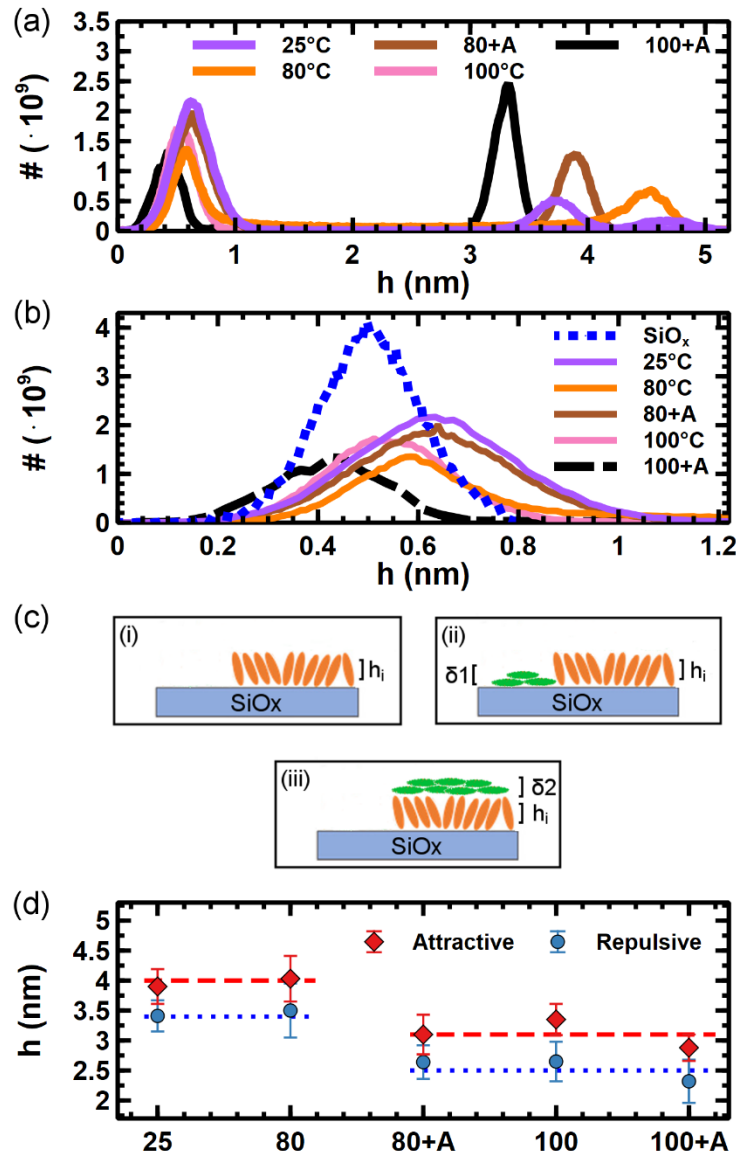 (a)
3.5
3
2.5
2
1.5
1
0.5
0
# (· 10⁹)
25°C 80+A 100+A
80°C 100°C
0 1 2 3 4 5
h (nm)
(b)
4
3
2
1
0
# (· 10⁹)
SiOₓ
25°C
80°C
80+A
100°C
100+A
0 0.2 0.4 0.6 0.8 1 1.2
h (nm)
(c)
(i)
hᵢ
SiOx
(ii)
δ1
hᵢ
SiOx
(iii)
δ2
hᵢ
SiOx
(d)
5
4.5
4
3.5
3
2.5
2
h (nm)
Attractive Repulsive
25 80 80+A 100 100+A